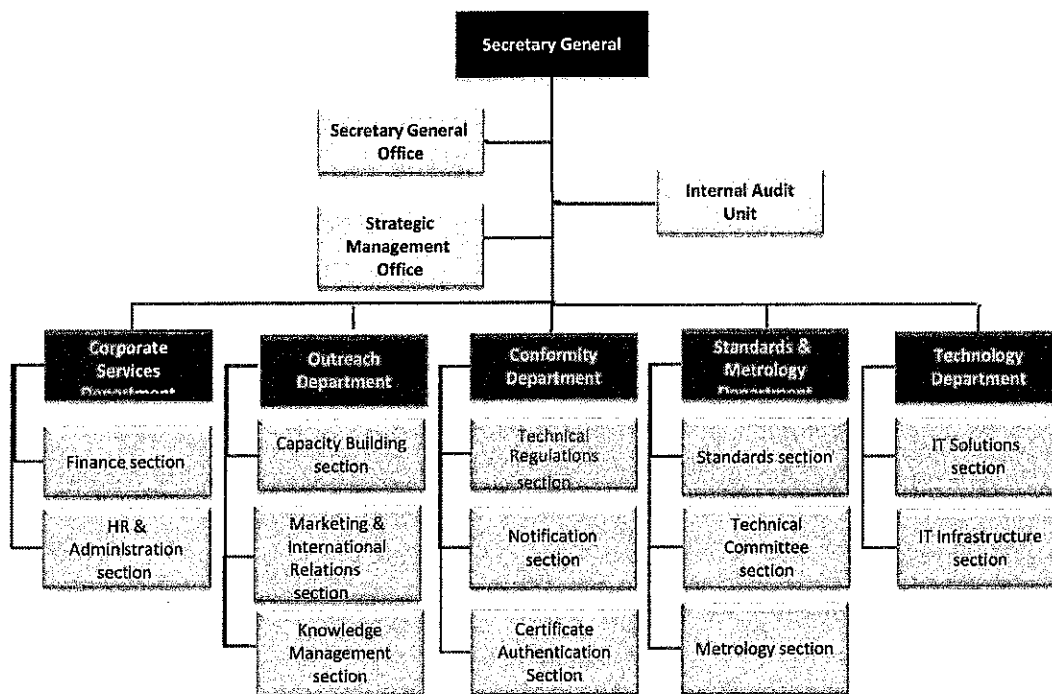 Secretary General
Secretary General
Office
Internal Audit
Unit
Strategic
Management
Office
Corporate
Services
Department
Outreach
Department
Conformity
Department
Standards &
Metrology
Department
Technology
Department
Finance section
HR &
Administration
section
Capacity Building
section
Marketing &
International
Relations
section
Knowledge
Management
section
Technical
Regulations
section
Notification
section
Certificate
Authentication
Section
Standards section
Technical
Committee
section
Metrology section
IT Solutions
section
IT Infrastructure
section